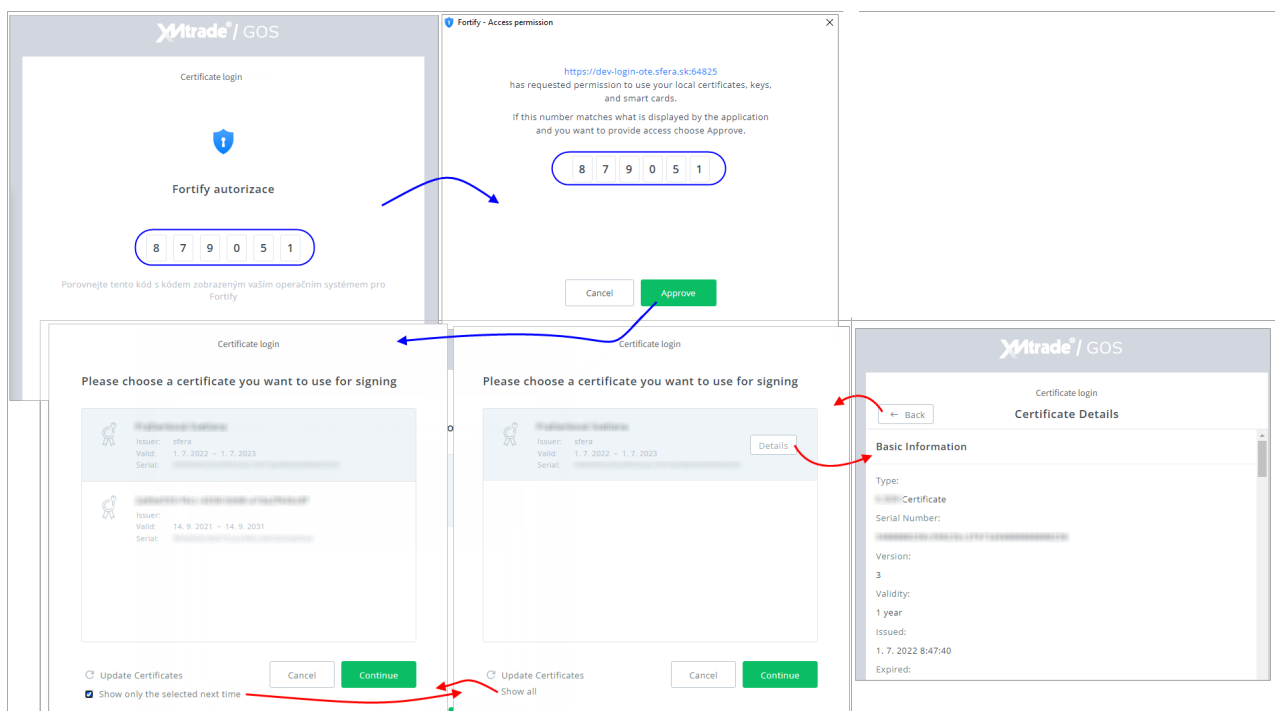 XMtrade®/ GOS
Certificate login
Fortify autorizace
8 7 9 0 5 1
Porovnejte tento kód s kódem zobrazeným vaším operačním systémem pro
Fortify
Fortify - Access permission
https://dev-login-ote.sfera.sk:64825
has requested permission to use your local certificates, keys,
and smart cards.
If this number matches what is displayed by the application
and you want to provide access choose Approve.
8 7 9 0 5 1
Cancel
Approve
Certificate login
Please choose a certificate you want to use for signing
Issuer: sfera
Valid: 1. 7. 2022 – 1. 7. 2023
Serial:
Issuer:
Valid: 14. 9. 2021 – 14. 9. 2031
Serial:
Update Certificates
Cancel
Continue
Show only the selected next time
Certificate login
Please choose a certificate you want to use for signing
Issuer: sfera
Valid: 1. 7. 2022 – 1. 7. 2023
Serial:
Details
Update Certificates
Cancel
Continue
Show all
XMtrade®/ GOS
Certificate login
← Back
Certificate Details
Basic Information
Type:
Certificate
Serial Number:
Version:
3
Validity:
1 year
Issued:
1. 7. 2022 8:47:40
Expired: